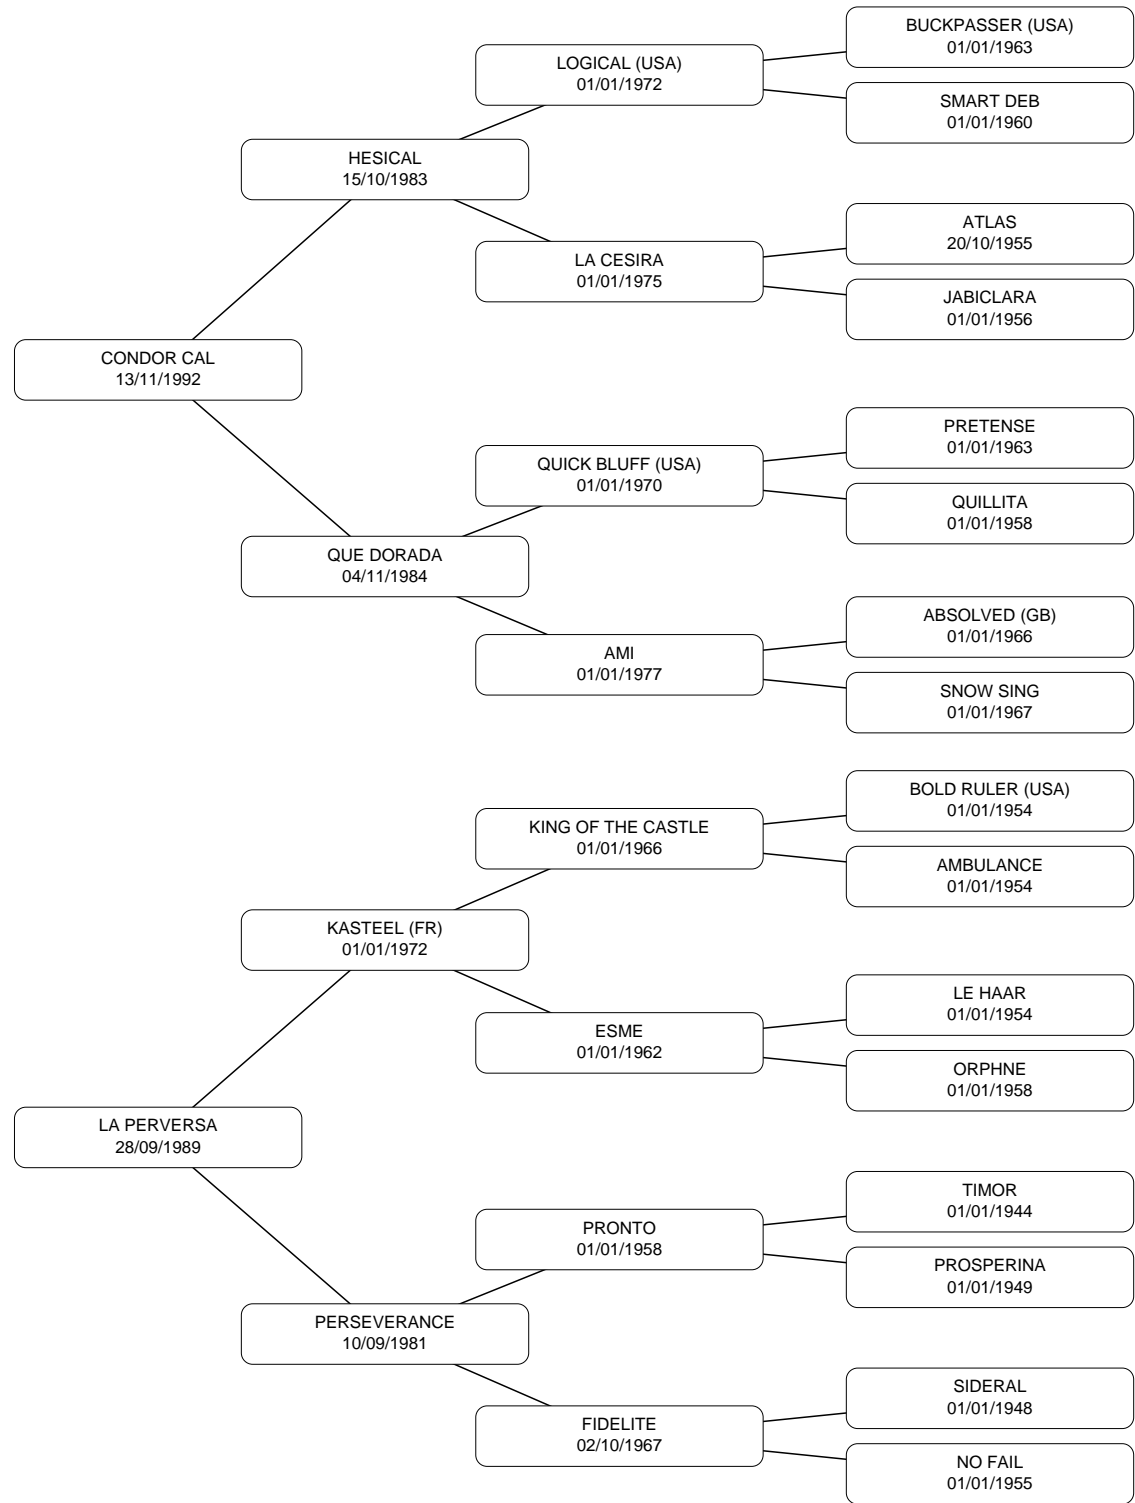 BUCKPASSER (USA)
01/01/1963
LOGICAL (USA)
01/01/1972
SMART DEB
01/01/1960
HESICAL
15/10/1983
ATLAS
20/10/1955
LA CESIRA
01/01/1975
JABICLARA
01/01/1956
CONDOR CAL
13/11/1992
PRETENSE
01/01/1963
QUICK BLUFF (USA)
01/01/1970
QUILLITA
01/01/1958
QUE DORADA
04/11/1984
ABSOLVED (GB)
01/01/1966
AMI
01/01/1977
SNOW SING
01/01/1967
BOLD RULER (USA)
01/01/1954
KING OF THE CASTLE
01/01/1966
AMBULANCE
01/01/1954
KASTEEL (FR)
01/01/1972
LE HAAR
01/01/1954
ESME
01/01/1962
ORPHNE
01/01/1958
LA PERVERSA
28/09/1989
TIMOR
01/01/1944
PRONTO
01/01/1958
PROSPERINA
01/01/1949
PERSEVERANCE
10/09/1981
SIDERAL
01/01/1948
FIDELITE
02/10/1967
NO FAIL
01/01/1955